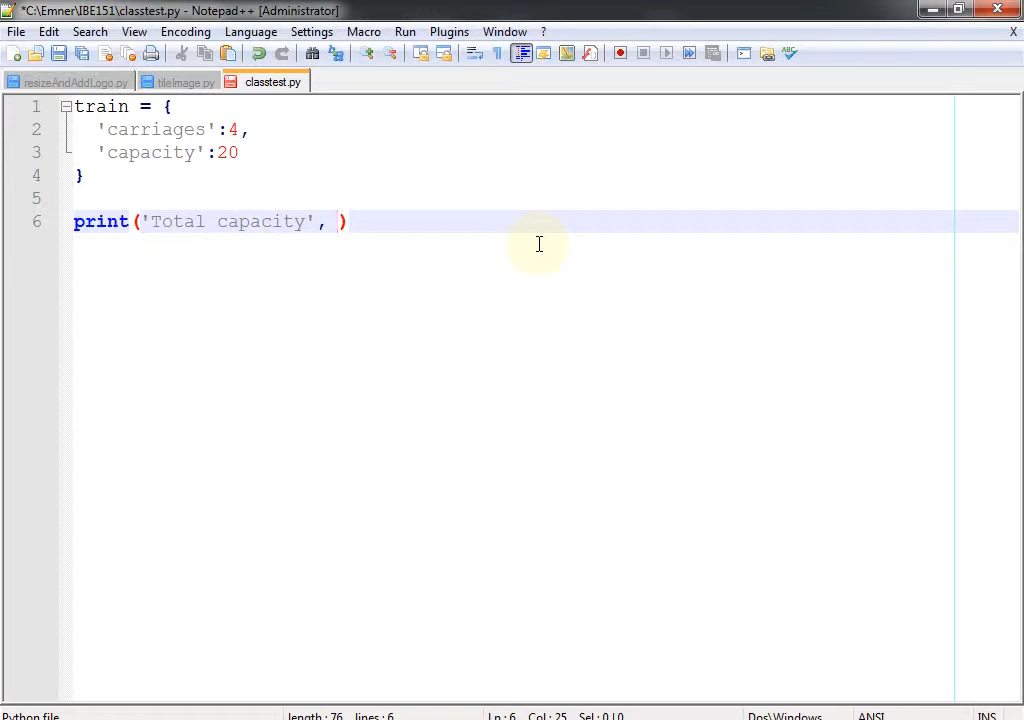 *C:\Emner\IBE151\classtest.py - Notepad++ [Administrator]
File Edit Search View Encoding Language Settings Macro Run Plugins Window ? X
resizeAndAddLogo.py tileImage.py classtest.py
1 train = {
2 'carriages':4,
3 'capacity':20
4 }
5
6 print('Total capacity', )
Python file length : 76 lines : 6 Ln : 6 Col : 25 Sel : 0 | 0 Dos\Windows ANSI INS